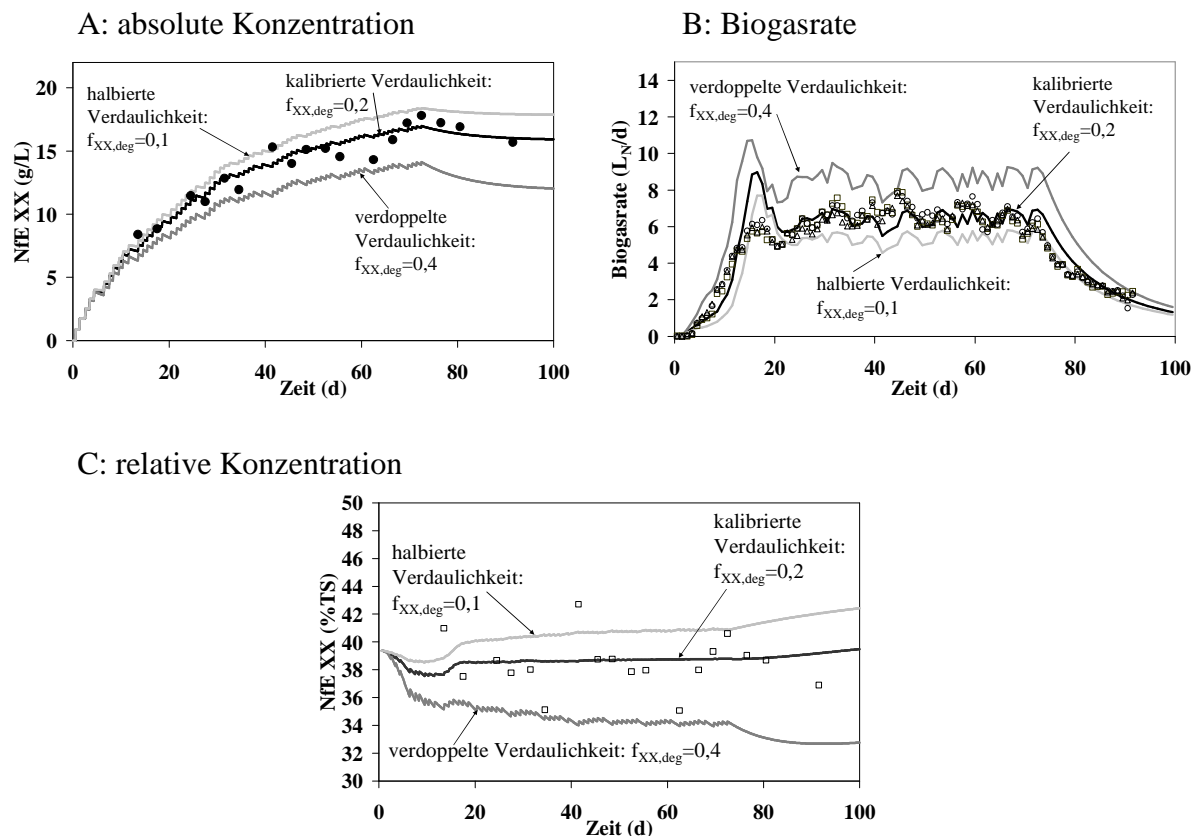 A: absolute Konzentration
NfE XX (g/L)
20
15
10
5
0
halbierte
Verdaulichkeit:
f_XX,deg=0,1
kalibrierte Verdaulichkeit:
f_XX,deg=0,2
verdoppelte
Verdaulichkeit:
f_XX,deg=0,4
0 20 40 60 80 100
Zeit (d)
B: Biogasrate
Biogasrate (L_N/d)
14
12
10
8
6
4
2
0
verdoppelte Verdaulichkeit:
f_XX,deg=0,4
kalibrierte
Verdaulichkeit:
f_XX,deg=0,2
halbierte Verdaulichkeit:
f_XX,deg=0,1
0 20 40 60 80 100
Zeit (d)
C: relative Konzentration
NfE XX (%TS)
50
48
46
44
42
40
38
36
34
32
30
halbierte
Verdaulichkeit:
f_XX,deg=0,1
kalibrierte
Verdaulichkeit:
f_XX,deg=0,2
verdoppelte Verdaulichkeit: f_XX,deg=0,4
0 20 40 60 80 100
Zeit (d)